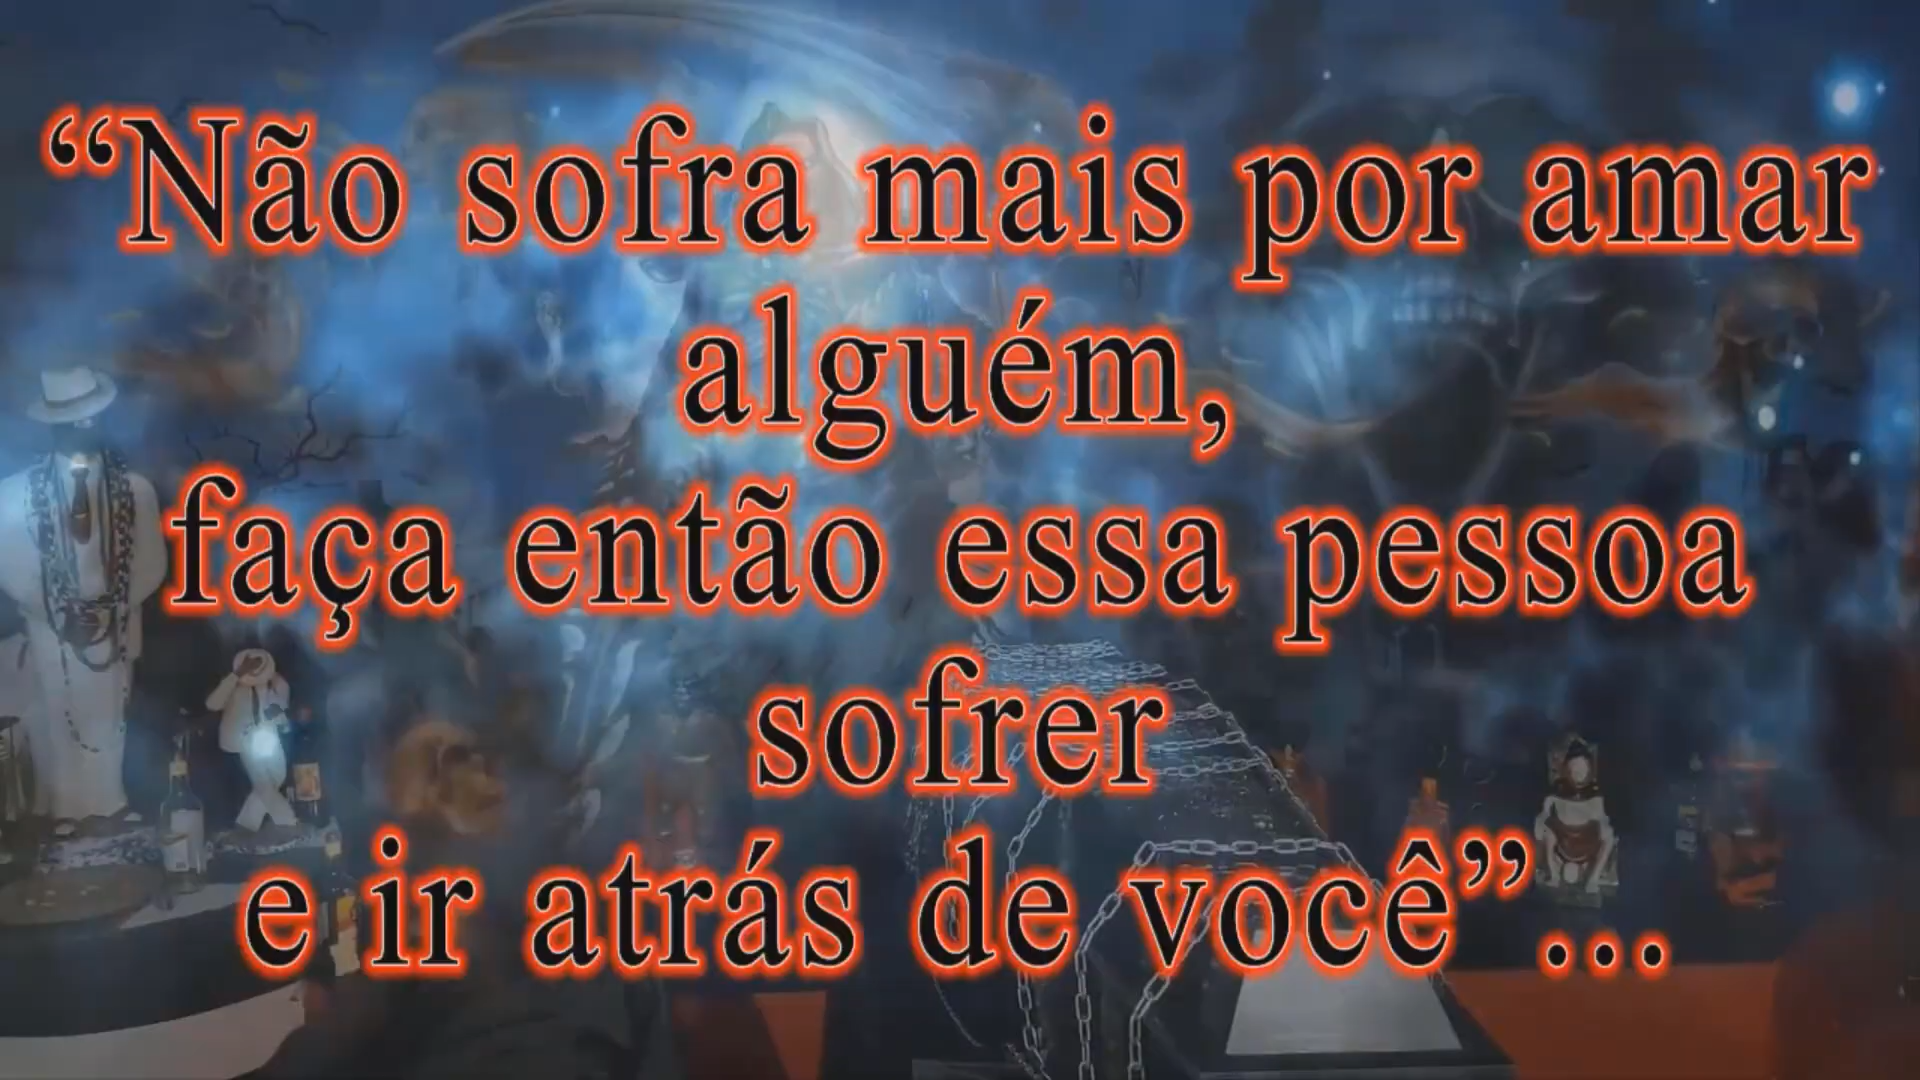 “Não sofra mais por amar
alguém,
faça então essa pessoa
sofrer
e ir atrás de você”...